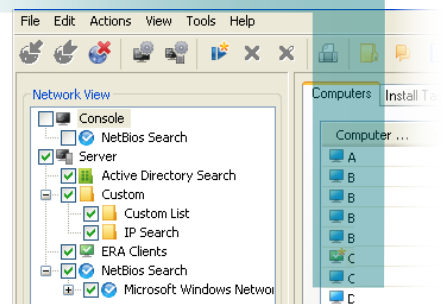 File Edit Actions View Tools Help
Network View
Console
NetBios Search
Server
Active Directory Search
Custom
Custom List
IP Search
ERA Clients
NetBios Search
Microsoft Windows Networ
Computers Install Ta
Computer ...
A
B
B
B
B
C
C
C